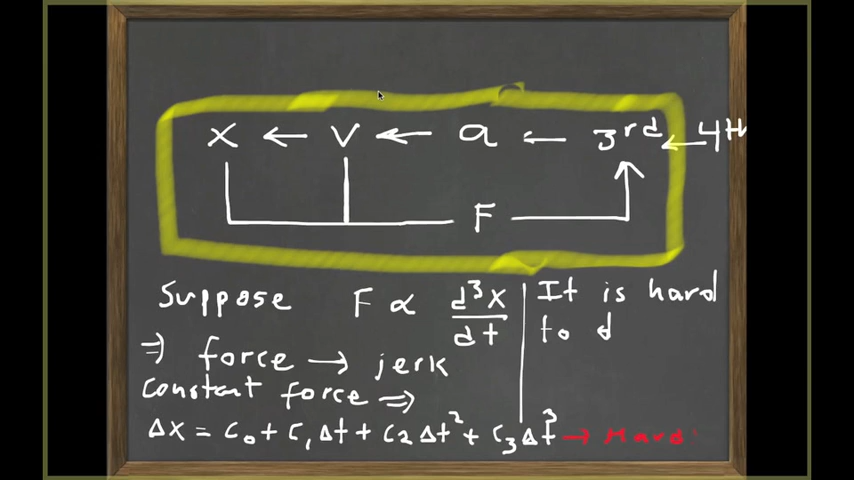 X ← V ← a ← 3rd ← 4th
F
Suppose F ∝ d³X / dt
⇒ force → jerk
constant force ⇒
Δx = C₀ + C₁Δt + C₂Δt² + C₃Δt³ → Hard
It is hard
to d